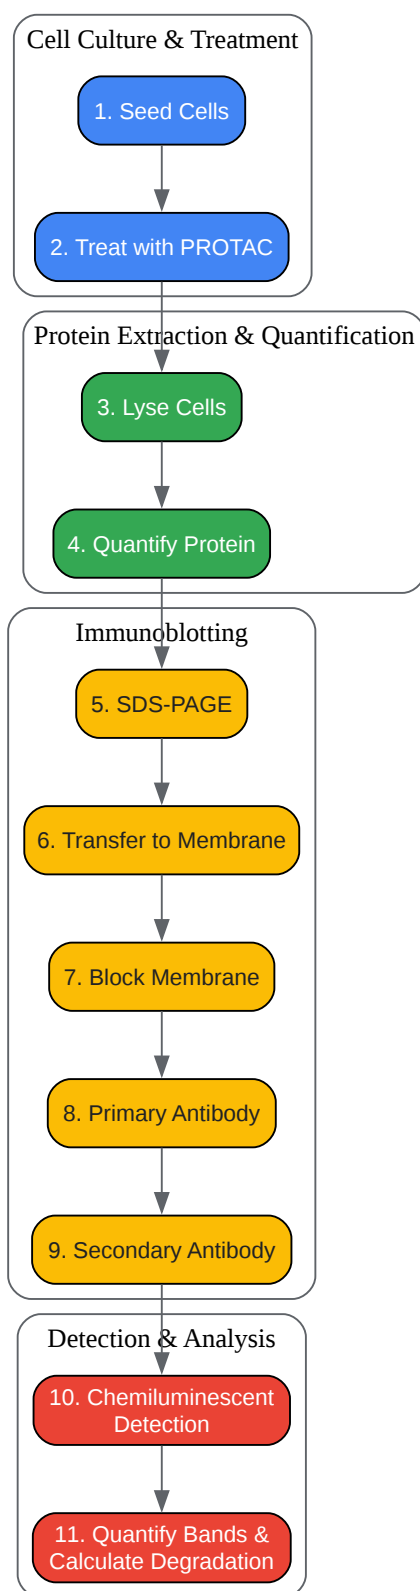 Cell Culture & Treatment
1. Seed Cells
2. Treat with PROTAC
Protein Extraction & Quantification
3. Lyse Cells
4. Quantify Protein
Immunoblotting
5. SDS-PAGE
6. Transfer to Membrane
7. Block Membrane
8. Primary Antibody
9. Secondary Antibody
Detection & Analysis
10. Chemiluminescent
Detection
11. Quantify Bands &
Calculate Degradation